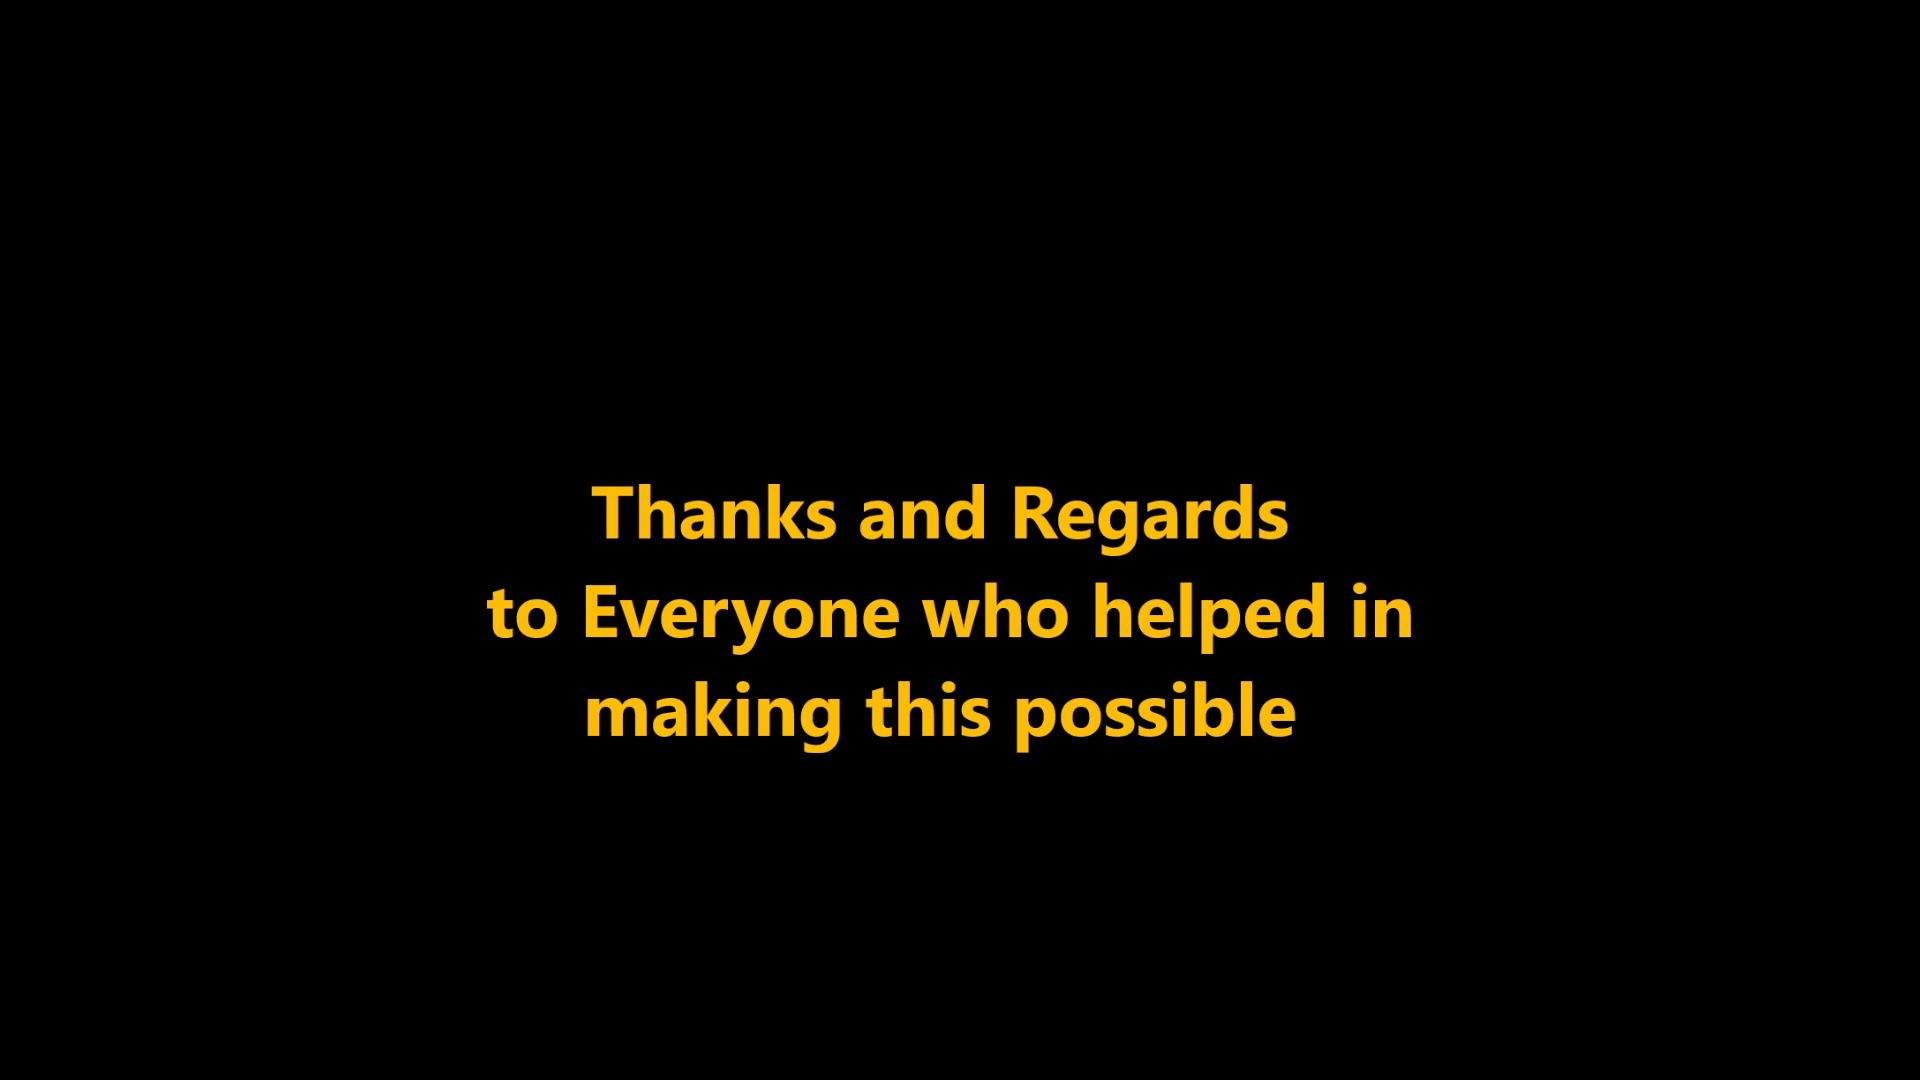 Thanks and Regards
to Everyone who helped in
making this possible